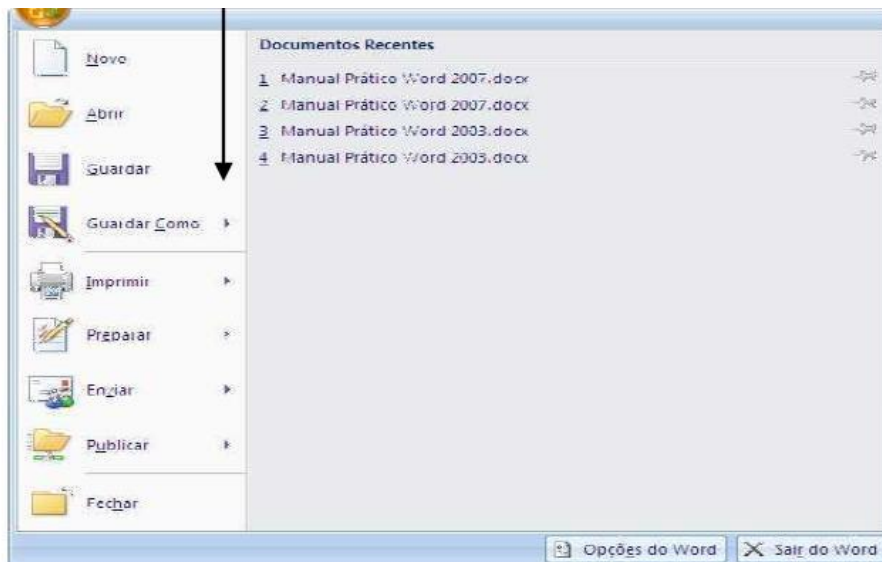 Novo
Abrir
Guardar
Guardar Como
Imprimir
Preparar
Enviar
Publicar
Fechar
Documentos Recentes
1 Manual Prático Word 2007.docx
2 Manual Prático Word 2007.docx
3 Manual Prático Word 2003.docx
4 Manual Prático Word 2003.docx
Opções do Word
Sair do Word